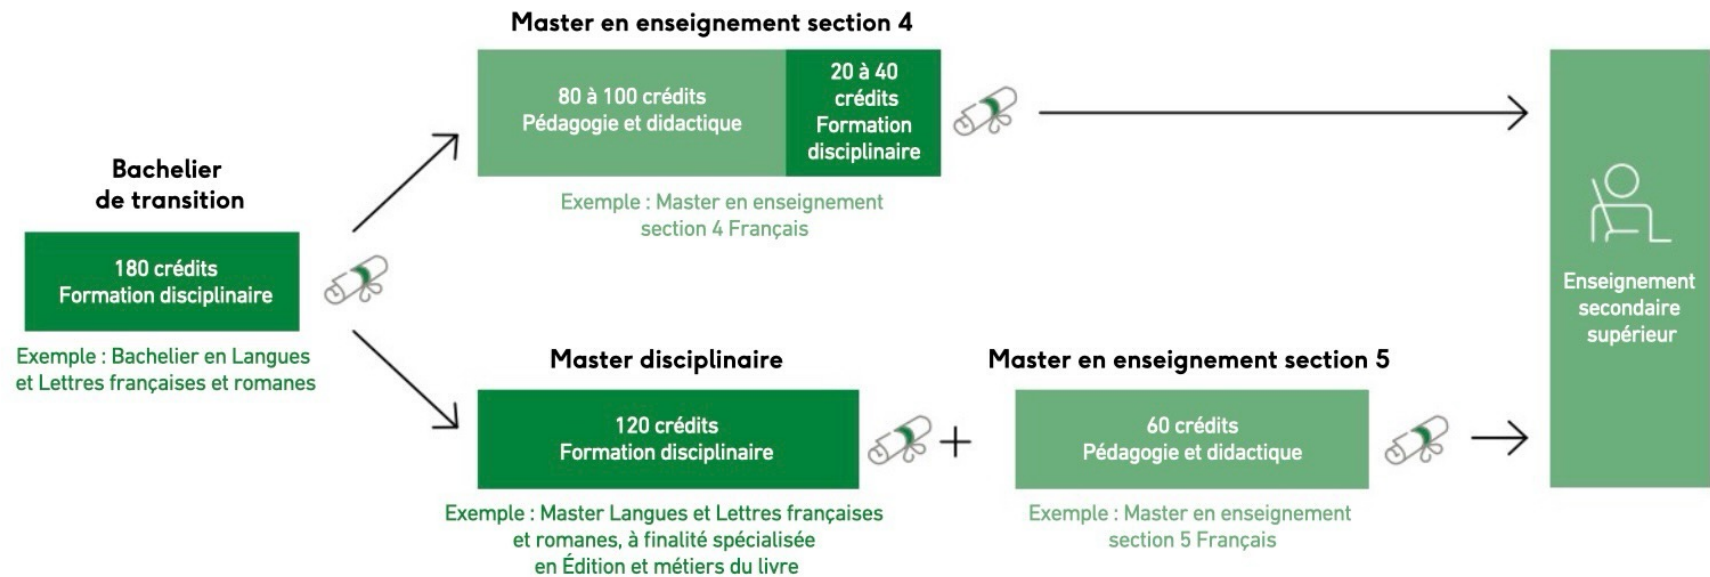 Master en enseignement section 4
80 à 100 crédits
Pédagogie et didactique
20 à 40
crédits
Formation
disciplinaire
Exemple : Master en enseignement
section 4 Français
Bachelier
de transition
180 crédits
Formation disciplinaire
Exemple : Bachelier en Langues
et Lettres françaises et romanes
Master disciplinaire
120 crédits
Formation disciplinaire
Exemple : Master Langues et Lettres françaises
et romanes, à finalité spécialisée
en Édition et métiers du livre
+
Master en enseignement section 5
60 crédits
Pédagogie et didactique
Exemple : Master en enseignement
section 5 Français
Enseignement
secondaire
supérieur